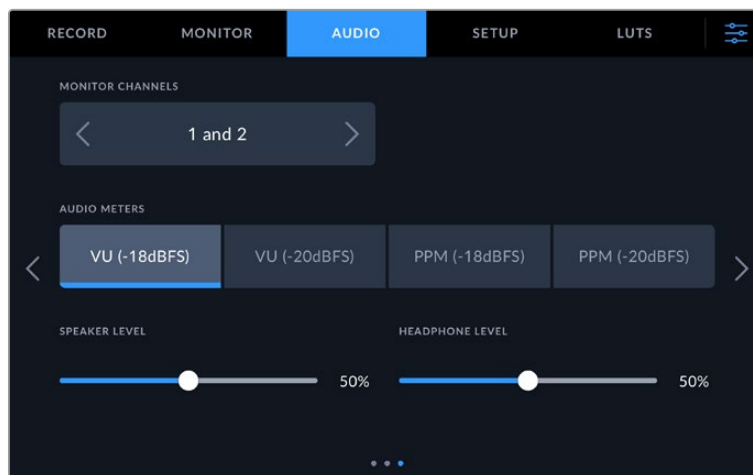 RECORD MONITOR AUDIO SETUP LUTS
MONITOR CHANNELS
1 and 2
AUDIO METERS
VU (-18dBFS) VU (-20dBFS) PPM (-18dBFS) PPM (-20dBFS)
SPEAKER LEVEL HEADPHONE LEVEL
50% 50%